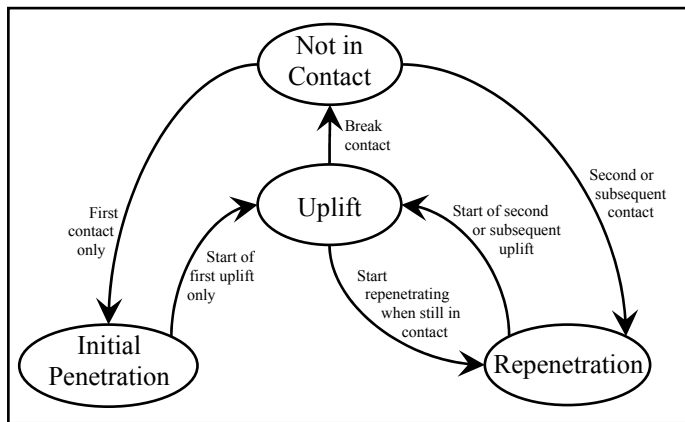 Not in
Contact
Break
contact
First
contact
only
Second or
subsequent
contact
Uplift
Start of
first uplift
only
Start of second
or subsequent
uplift
Start
repenetrating
when still in
contact
Initial
Penetration
Repenetration